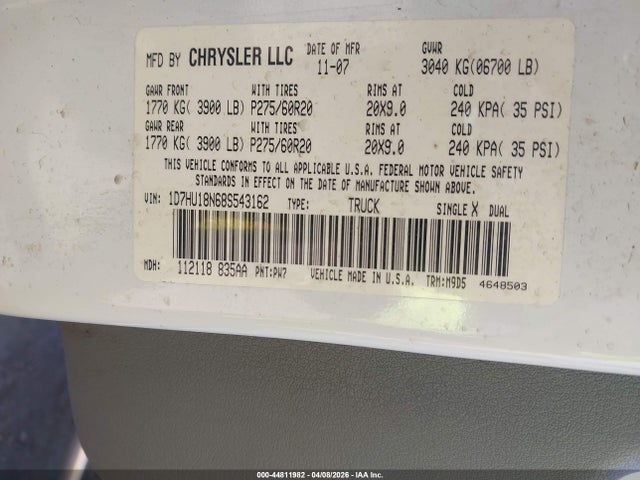 MFD BY CHRYSLER LLC DATE OF MFR 11-07 GVWR 3040 KG(06700 LB)
GAWR FRONT WITH TIRES RIMS AT COLD
1770 KG( 3900 LB) P275/60R20 20X9.0 240 KPA( 35 PSI)
GAWR REAR WITH TIRES RIMS AT COLD
1770 KG( 3900 LB) P275/60R20 20X9.0 240 KPA( 35 PSI)
THIS VEHICLE CONFORMS TO ALL APPLICABLE U.S.A. FEDERAL MOTOR VEHICLE SAFETY
STANDARDS IN EFFECT ON THE DATE OF MANUFACTURE SHOWN ABOVE.
VIN: 1D7HU18N68S543162 TYPE: TRUCK SINGLE X DUAL
MDH: 112118 835AA PNT:PW7 VEHICLE MADE IN U.S.A. TRM:M9D5 4648503
000-44811982 | 04/08/2026 | IAA Inc.